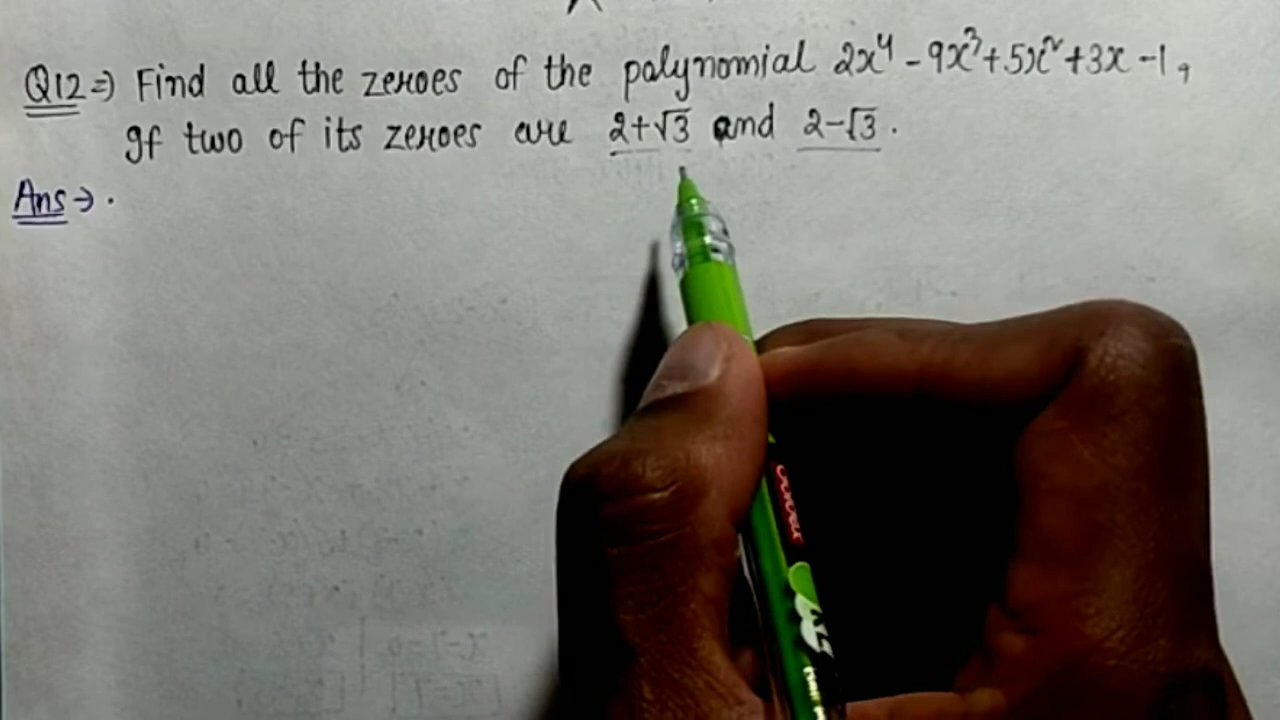 Q12⇒ Find all the zeroes of the polynomial 2x⁴ - 9x³ + 5x² + 3x - 1,
If two of its zeroes are 2+√3 and 2-√3.
Ans → .